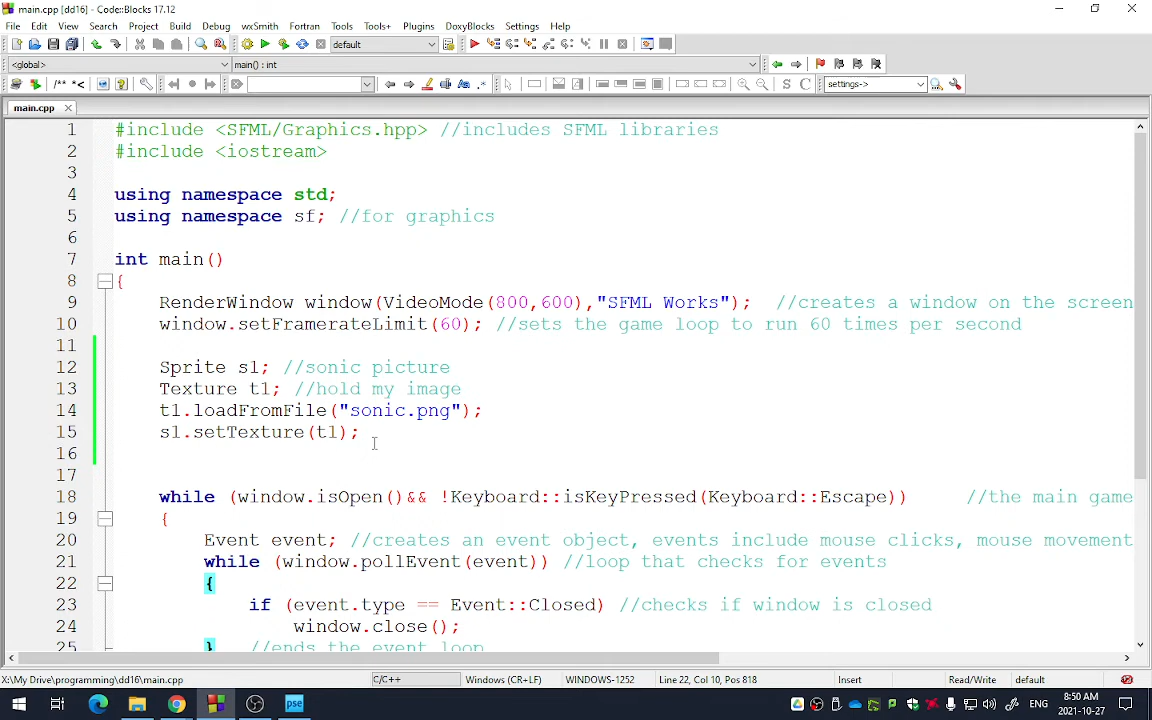 main.cpp [dd16] - Code::Blocks 17.12
File Edit View Search Project Build Debug wxSmith Fortran Tools Tools+ Plugins DoxyBlocks Settings Help
default
<global> main() : int
/** *< .* S C settings->
main.cpp
1 #include <SFML/Graphics.hpp> //includes SFML libraries
2 #include <iostream>
3
4 using namespace std;
5 using namespace sf; //for graphics
6
7 int main()
8 {
9 RenderWindow window(VideoMode(800,600),"SFML Works"); //creates a window on the screen
10 window.setFramerateLimit(60); //sets the game loop to run 60 times per second
11
12 Sprite s1; //sonic picture
13 Texture t1; //hold my image
14 t1.loadFromFile("sonic.png");
15 s1.setTexture(t1);
16
17
18 while (window.isOpen()&& !Keyboard::isKeyPressed(Keyboard::Escape)) //the main game
19 {
20 Event event; //creates an event object, events include mouse clicks, mouse movement
21 while (window.pollEvent(event)) //loop that checks for events
22 {
23 if (event.type == Event::Closed) //checks if window is closed
24 window.close();
25 } //ends the event loop
X:\My Drive\programming\dd16\main.cpp C/C++ Windows (CR+LF) WINDOWS-1252 Line 22, Col 10, Pos 818 Insert Read/Write default
pse ENG 8:50 AM
2021-10-27